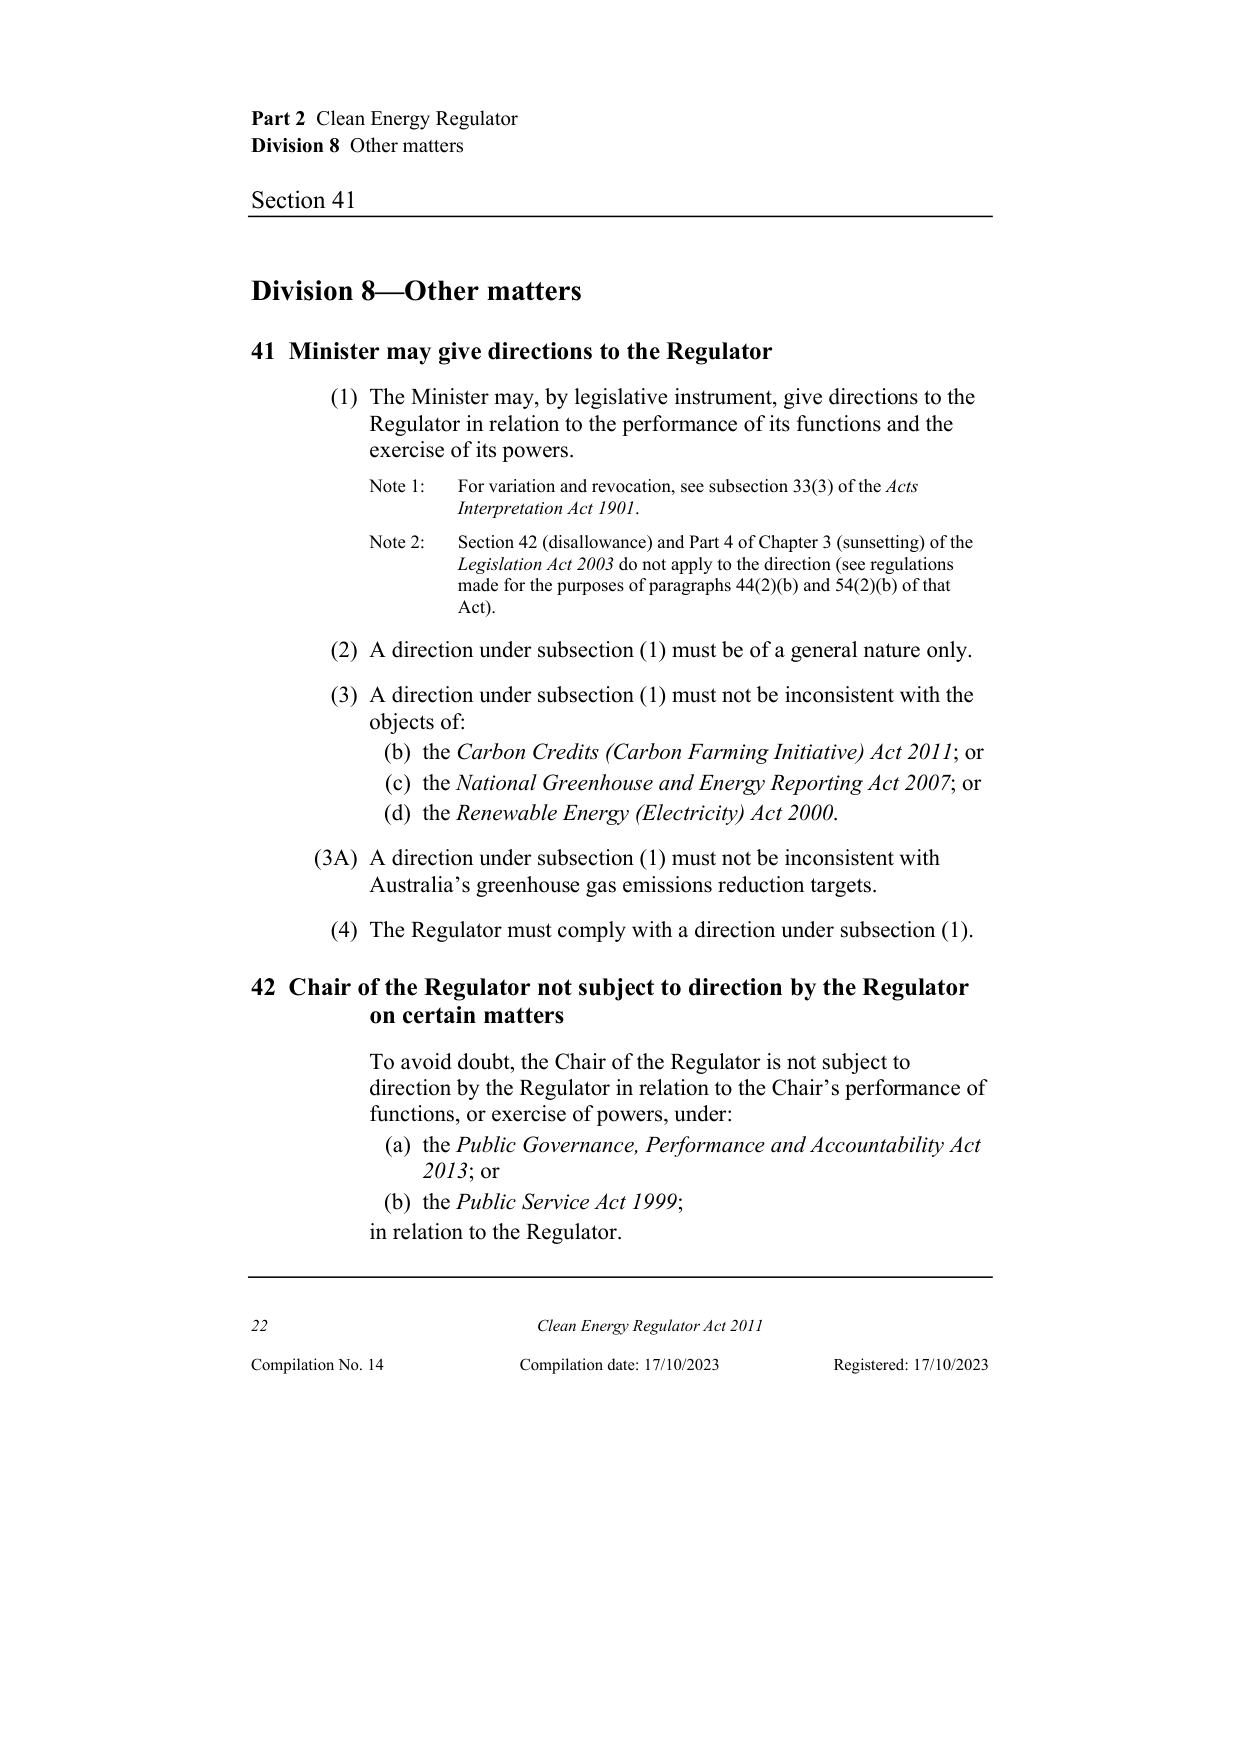 Part 2 Clean Energy Regulator
Division 8 Other matters
Section 41
Division 8—Other matters
41 Minister may give directions to the Regulator
(1) The Minister may, by legislative instrument, give directions to the
Regulator in relation to the performance of its functions and the
exercise of its powers.
Note 1: For variation and revocation, see subsection 33(3) of the Acts
Interpretation Act 1901.
Note 2: Section 42 (disallowance) and Part 4 of Chapter 3 (sunsetting) of the
Legislation Act 2003 do not apply to the direction (see regulations
made for the purposes of paragraphs 44(2)(b) and 54(2)(b) of that
Act).
(2) A direction under subsection (1) must be of a general nature only.
(3) A direction under subsection (1) must not be inconsistent with the
objects of:
(b) the Carbon Credits (Carbon Farming Initiative) Act 2011; or
(c) the National Greenhouse and Energy Reporting Act 2007; or
(d) the Renewable Energy (Electricity) Act 2000.
(3A) A direction under subsection (1) must not be inconsistent with
Australia’s greenhouse gas emissions reduction targets.
(4) The Regulator must comply with a direction under subsection (1).
42 Chair of the Regulator not subject to direction by the Regulator
on certain matters
To avoid doubt, the Chair of the Regulator is not subject to
direction by the Regulator in relation to the Chair’s performance of
functions, or exercise of powers, under:
(a) the Public Governance, Performance and Accountability Act
2013; or
(b) the Public Service Act 1999;
in relation to the Regulator.
22 Clean Energy Regulator Act 2011
Compilation No. 14 Compilation date: 17/10/2023 Registered: 17/10/2023